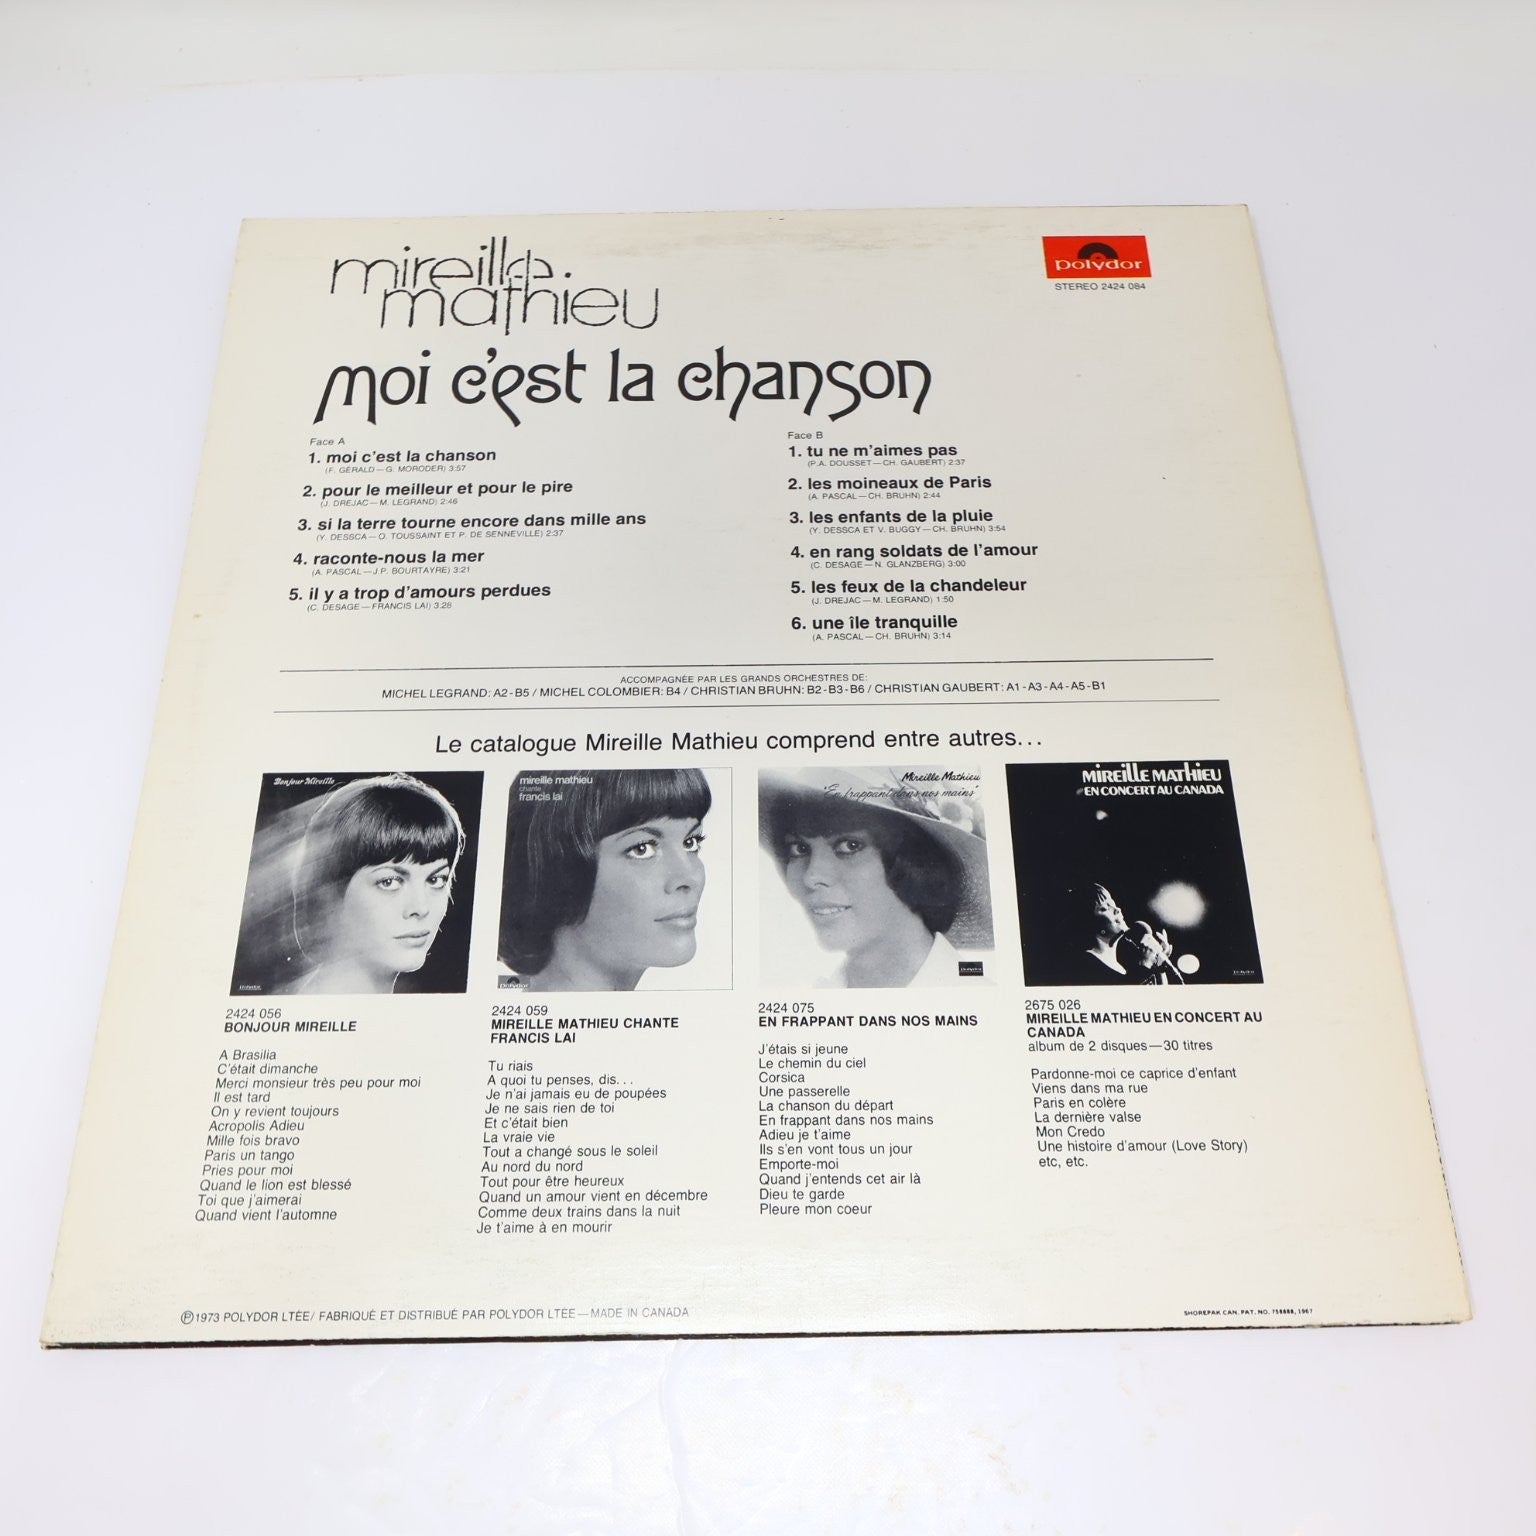 mireille
mathieu
polydor
STEREO 2424 084
moi c'est la chanson
Face A
1. moi c'est la chanson
(F. GÉRALD — G. MORODER) 3:57
2. pour le meilleur et pour le pire
(J. DREJAC — M. LEGRAND) 2:46
3. si la terre tourne encore dans mille ans
(Y. DESSCA — O. TOUSSAINT ET P. DE SENNEVILLE) 2:37
4. raconte-nous la mer
(A. PASCAL — J.P. BOURTAYRE) 3:21
5. il y a trop d'amours perdues
(C. DESAGE — FRANCIS LAI) 3:28
Face B
1. tu ne m'aimes pas
(P.A. DOUSSET — CH. GAUBERT) 2:37
2. les moineaux de Paris
(A. PASCAL — CH. BRUHN) 2:44
3. les enfants de la pluie
(Y. DESSCA ET V. BUGGY — CH. BRUHN) 3:54
4. en rang soldats de l'amour
(C. DESAGE — N. GLANZBERG) 3:00
5. les feux de la chandeleur
(J. DREJAC — M. LEGRAND) 1:50
6. une île tranquille
(A. PASCAL — CH. BRUHN) 3:14
ACCOMPAGNÉE PAR LES GRANDS ORCHESTRES DE:
MICHEL LEGRAND: A2 - B5 / MICHEL COLOMBIER: B4 / CHRISTIAN BRUHN: B2 - B3 - B6 / CHRISTIAN GAUBERT: A1 - A3 - A4 - A5 - B1
Le catalogue Mireille Mathieu comprend entre autres...
Bonjour Mireille
polydor
2424 056
BONJOUR MIREILLE
A Brasilia
C'était dimanche
Merci monsieur très peu pour moi
Il est tard
On y revient toujours
Acropolis Adieu
Mille fois bravo
Paris un tango
Pries pour moi
Quand le lion est blessé
Toi que j'aimerai
Quand vient l'automne
mireille mathieu
chante
francis lai
polydor
2424 059
MIREILLE MATHIEU CHANTE
FRANCIS LAI
Tu riais
A quoi tu penses, dis...
Je n'ai jamais eu de poupées
Je ne sais rien de toi
Et c'était bien
La vraie vie
Tout a changé sous le soleil
Au nord du nord
Tout pour être heureux
Quand un amour vient en décembre
Comme deux trains dans la nuit
Je t'aime à en mourir
Mireille Mathieu
"En frappant dans nos mains"
polydor
2424 075
EN FRAPPANT DANS NOS MAINS
J'étais si jeune
Le chemin du ciel
Corsica
Une passerelle
La chanson du départ
En frappant dans nos mains
Adieu je t'aime
Ils s'en vont tous un jour
Emporte-moi
Quand j'entends cet air là
Dieu te garde
Pleure mon coeur
MIREILLE MATHIEU
EN CONCERT AU CANADA
polydor
2675 026
MIREILLE MATHIEU EN CONCERT AU
CANADA
album de 2 disques — 30 titres
Pardonne-moi ce caprice d'enfant
Viens dans ma rue
Paris en colère
La dernière valse
Mon Credo
Une histoire d'amour (Love Story)
etc, etc.
℗ 1973 POLYDOR LTÉE / FABRIQUÉ ET DISTRIBUÉ PAR POLYDOR LTÉE — MADE IN CANADA
SHOREPAK CAN. PAT. NO. 758888, 1967